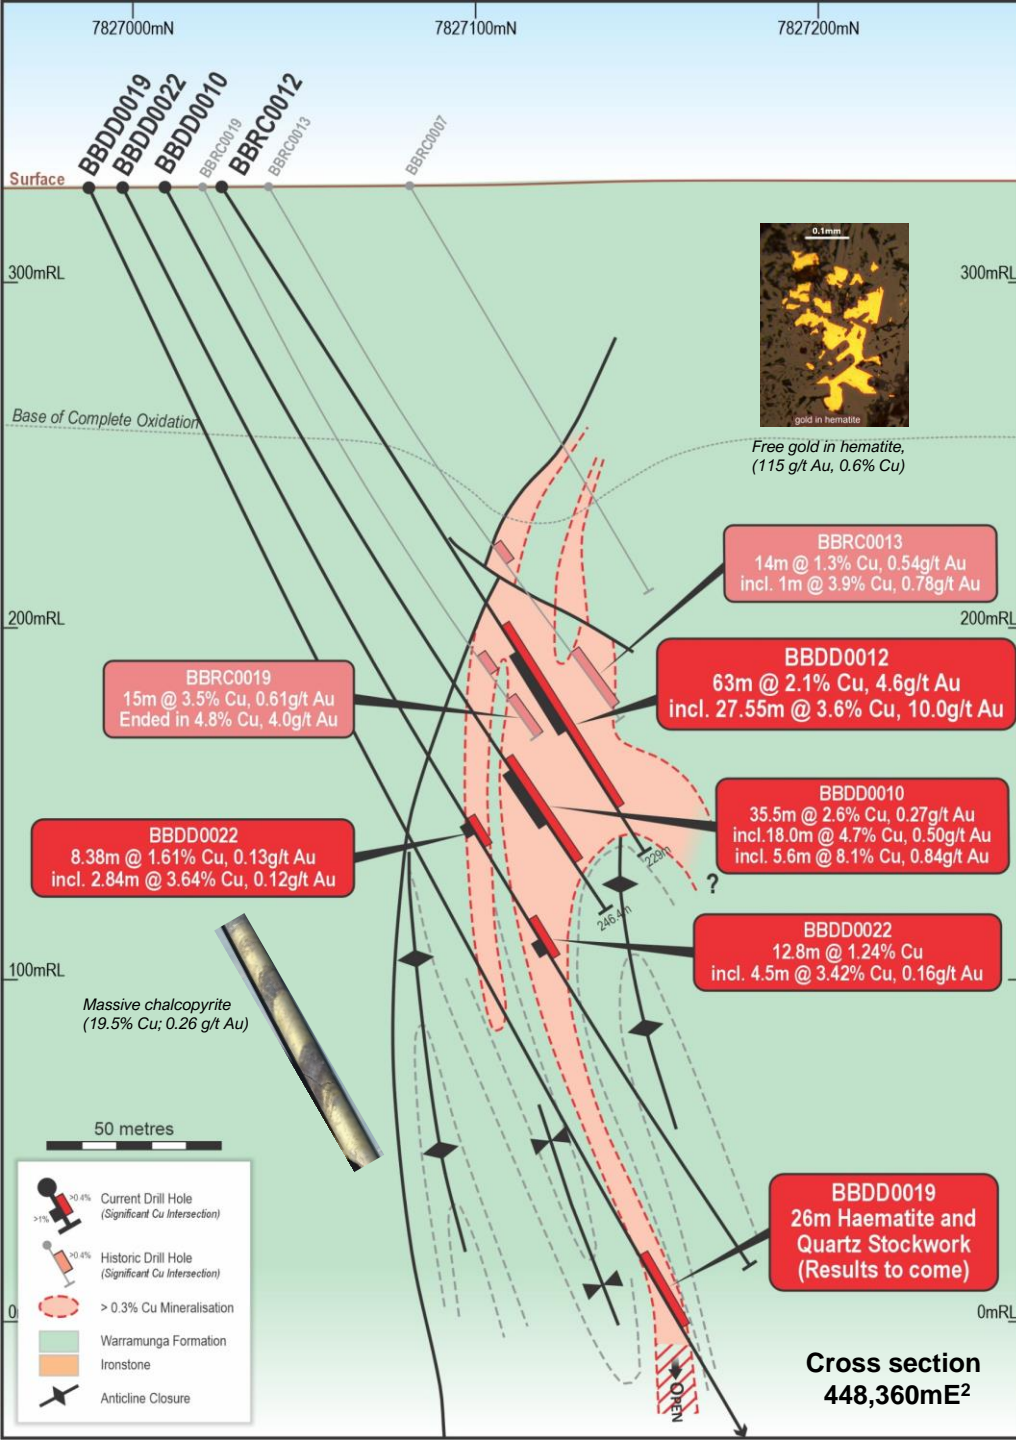 7827000mN
7827100mN
7827200mN
BBDD0019
BBDD0022
BBDD0010
BBRC0019
BBRC0012
BBRC0013
BBRC0007
Surface
0.1mm
gold in hematite
300mRL
300mRL
Base of Complete Oxidation
Free gold in hematite,
(115 g/t Au, 0.6% Cu)
BBRC0013
14m @ 1.3% Cu, 0.54g/t Au
incl. 1m @ 3.9% Cu, 0.78g/t Au
200mRL
200mRL
BBDD0012
63m @ 2.1% Cu, 4.6g/t Au
incl. 27.55m @ 3.6% Cu, 10.0g/t Au
BBRC0019
15m @ 3.5% Cu, 0.61g/t Au
Ended in 4.8% Cu, 4.0g/t Au
BBDD0010
35.5m @ 2.6% Cu, 0.27g/t Au
incl.18.0m @ 4.7% Cu, 0.50g/t Au
incl. 5.6m @ 8.1% Cu, 0.84g/t Au
BBDD0022
8.38m @ 1.61% Cu, 0.13g/t Au
incl. 2.84m @ 3.64% Cu, 0.12g/t Au
229m
?
246.4m
BBDD0022
12.8m @ 1.24% Cu
incl. 4.5m @ 3.42% Cu, 0.16g/t Au
100mRL
Massive chalcopyrite
(19.5% Cu; 0.26 g/t Au)
50 metres
>0.4%
>1%
Current Drill Hole
(Significant Cu Intersection)
>0.4%
Historic Drill Hole
(Significant Cu Intersection)
> 0.3% Cu Mineralisation
Warramunga Formation
Ironstone
Anticline Closure
BBDD0019
26m Haematite and
Quartz Stockwork
(Results to come)
0
0mRL
OPEN
Cross section
448,360mE²